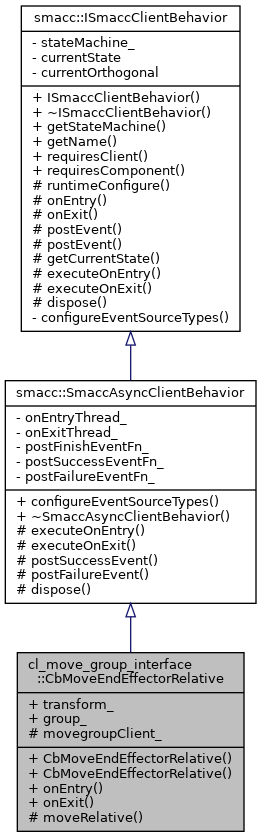 smacc::ISmaccClientBehavior
- stateMachine_
- currentState
- currentOrthogonal
+ ISmaccClientBehavior()
+ ~ISmaccClientBehavior()
+ getStateMachine()
+ getName()
+ requiresClient()
+ requiresComponent()
# runtimeConfigure()
# onEntry()
# onExit()
# postEvent()
# postEvent()
# getCurrentState()
# executeOnEntry()
# executeOnExit()
# dispose()
- configureEventSourceTypes()
smacc::SmaccAsyncClientBehavior
- onEntryThread_
- onExitThread_
- postFinishEventFn_
- postSuccessEventFn_
- postFailureEventFn_
+ configureEventSourceTypes()
+ ~SmaccAsyncClientBehavior()
# executeOnEntry()
# executeOnExit()
# postSuccessEvent()
# postFailureEvent()
# dispose()
cl_move_group_interface
::CbMoveEndEffectorRelative
+ transform_
+ group_
# movegroupClient_
+ CbMoveEndEffectorRelative()
+ CbMoveEndEffectorRelative()
+ onEntry()
+ onExit()
# moveRelative()